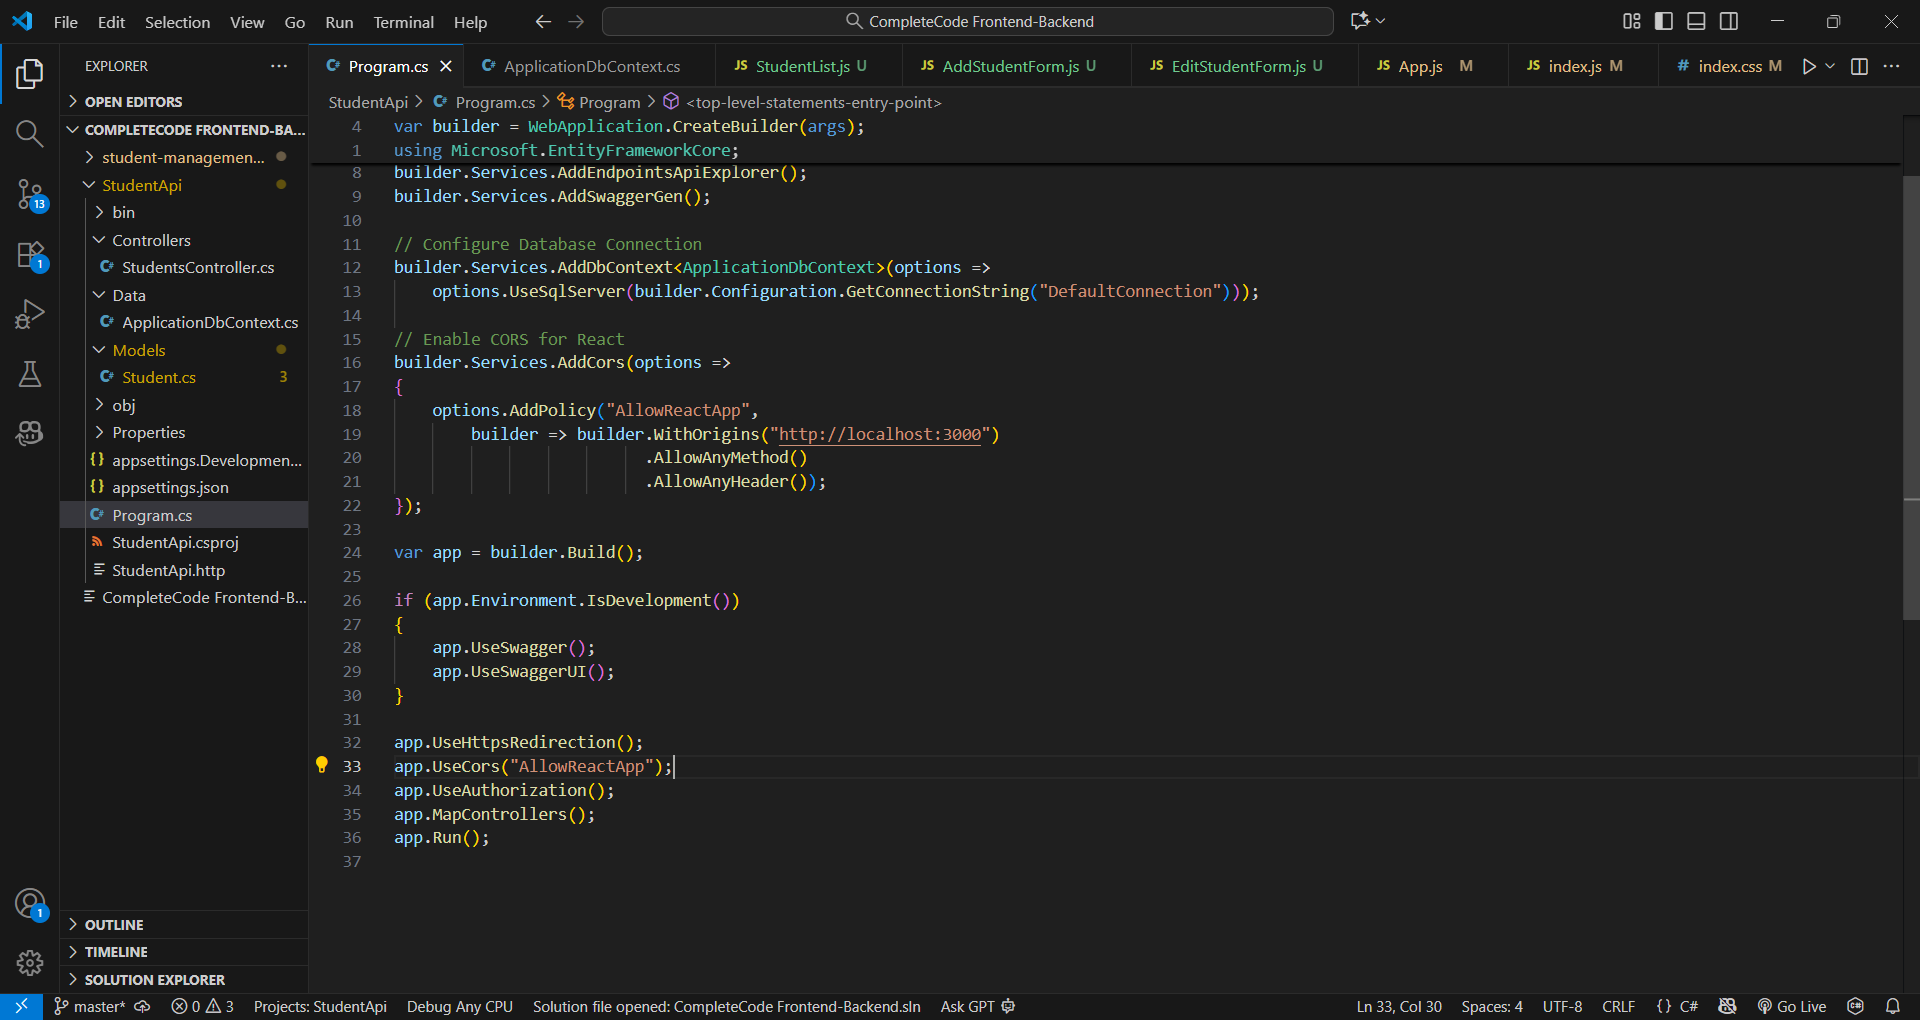 File Edit Selection View Go Run Terminal Help
CompleteCode Frontend-Backend
EXPLORER
OPEN EDITORS
COMPLETECODE FRONTEND-BA...
student-managemen...
StudentApi
bin
Controllers
C# StudentsController.cs
Data
C# ApplicationDbContext.cs
Models
C# Student.cs 3
obj
Properties
{} appsettings.Developmen...
{} appsettings.json
C# Program.cs
StudentApi.csproj
StudentApi.http
CompleteCode Frontend-B...
OUTLINE
TIMELINE
SOLUTION EXPLORER
13
1
1
C# Program.cs
C# ApplicationDbContext.cs
JS StudentList.js U
JS AddStudentForm.js U
JS EditStudentForm.js U
JS App.js M
JS index.js M
# index.css M
StudentApi > C# Program.cs > Program > <top-level-statements-entry-point>
4 var builder = WebApplication.CreateBuilder(args);
1 using Microsoft.EntityFrameworkCore;
8 builder.Services.AddEndpointsApiExplorer();
9 builder.Services.AddSwaggerGen();
10
11 // Configure Database Connection
12 builder.Services.AddDbContext<ApplicationDbContext>(options =>
13 options.UseSqlServer(builder.Configuration.GetConnectionString("DefaultConnection")));
14
15 // Enable CORS for React
16 builder.Services.AddCors(options =>
17 {
18 options.AddPolicy("AllowReactApp",
19 builder => builder.WithOrigins("http://localhost:3000")
20 .AllowAnyMethod()
21 .AllowAnyHeader());
22 });
23
24 var app = builder.Build();
25
26 if (app.Environment.IsDevelopment())
27 {
28 app.UseSwagger();
29 app.UseSwaggerUI();
30 }
31
32 app.UseHttpsRedirection();
33 app.UseCors("AllowReactApp");
34 app.UseAuthorization();
35 app.MapControllers();
36 app.Run();
37
master* 0 3 Projects: StudentApi Debug Any CPU Solution file opened: CompleteCode Frontend-Backend.sln Ask GPT Ln 33, Col 30 Spaces: 4 UTF-8 CRLF {} C# Go Live